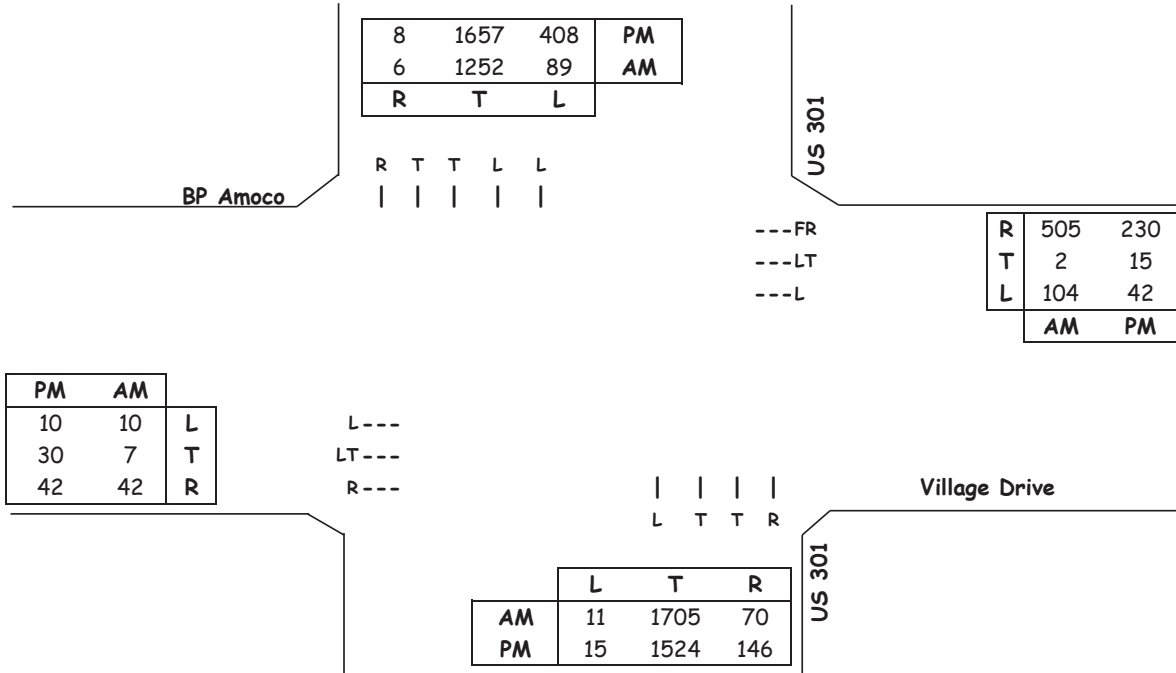 8 1657 408 PM
6 1252 89 AM
R T L
US 301
R T T L L
BP Amoco
---FR
---LT
---L
R 505 230
T 2 15
L 104 42
AM PM
PM AM
10 10 L
30 7 T
42 42 R
L---
LT---
R---
Village Drive
L T T R
US 301
L T R
AM 11 1705 70
PM 15 1524 146